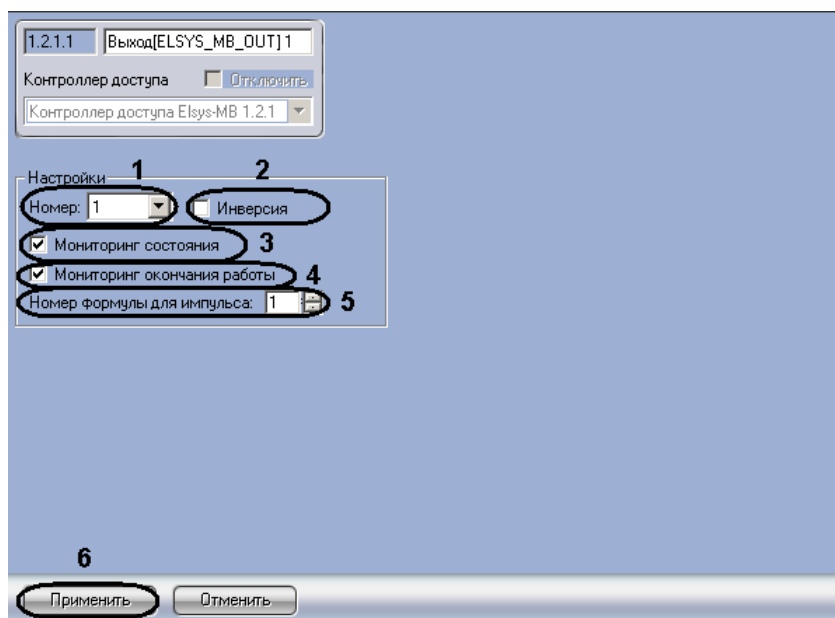 1.2.1.1 Выход[ELSYS_MB_OUT] 1
Контроллер доступа Отключить
Контроллер доступа Elsys-MB 1.2.1
1 2
Настройки
Номер: 1 Инверсия
Мониторинг состояния 3
Мониторинг окончания работы 4
Номер формулы для импульса: 1 5
6
Применить Отменить